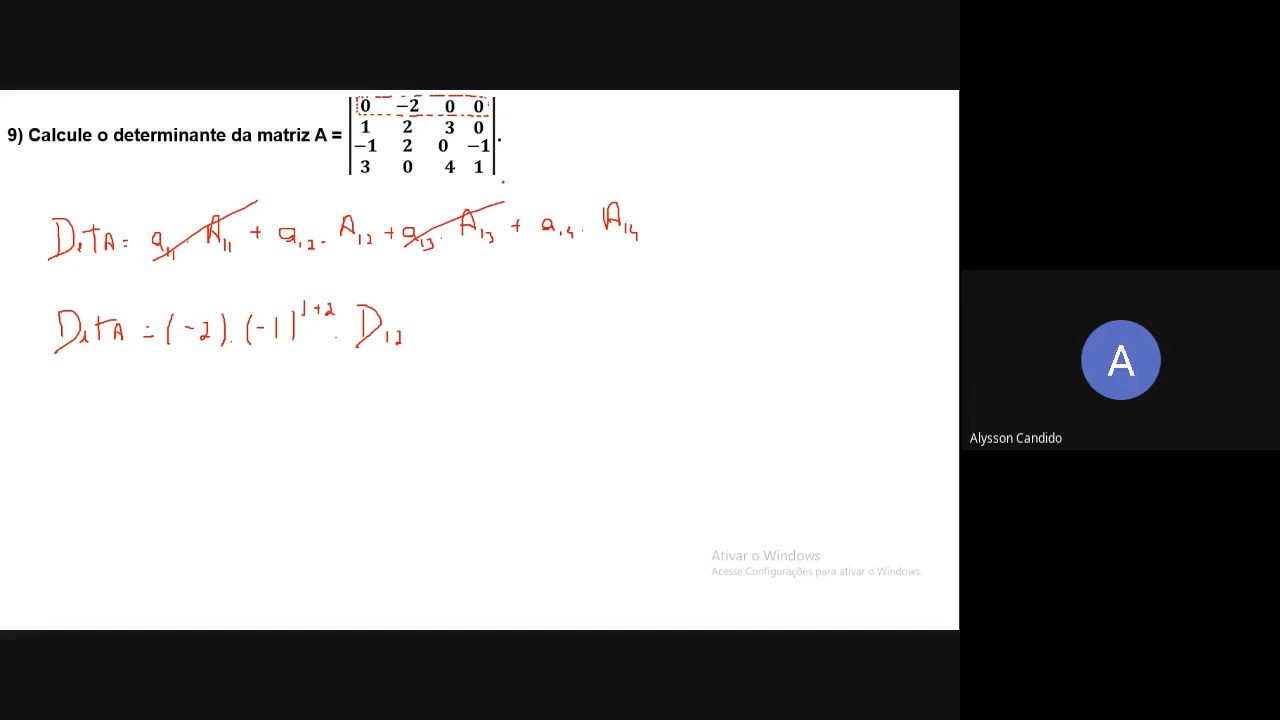 9) Calcule o determinante da matriz A = | 0 −2 0 0 |
| 1 2 3 0 |
| −1 2 0 −1 |
| 3 0 4 1 | .
DetA = a11 . A11 + a12 . A12 + a13 . A13 + a14 . A14
DetA = (-2) . (-1)^1+2 . D12
A
Alysson Candido
Ativar o Windows
Acesse Configurações para ativar o Windows.